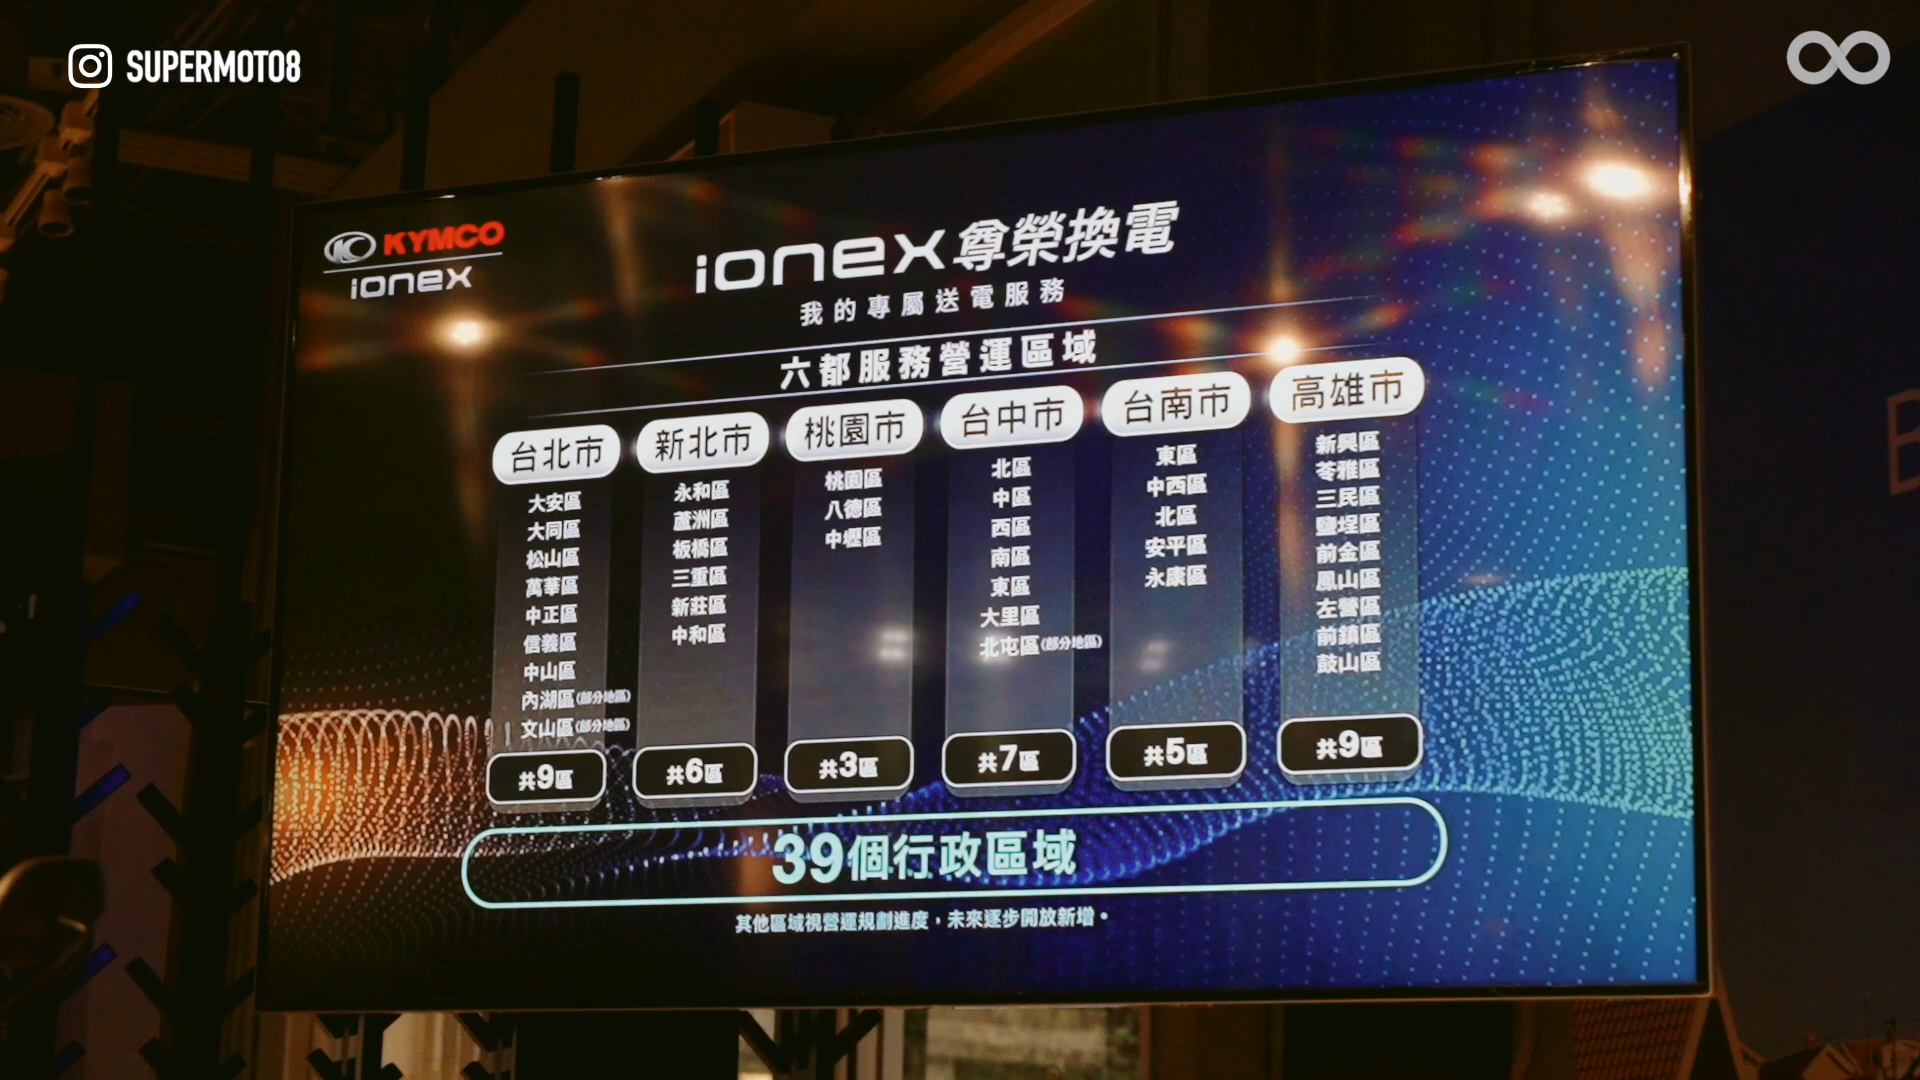 SUPERMOTO8
KYMCO
ionex
ionex尊榮換電
我的專屬送電服務
六都服務營運區域
台北市
大安區
大同區
松山區
萬華區
中正區
信義區
中山區
內湖區(部分地區)
文山區(部分地區)
共9區
新北市
永和區
蘆洲區
板橋區
三重區
新莊區
中和區
共6區
桃園市
桃園區
八德區
中壢區
共3區
台中市
北區
中區
西區
南區
東區
大里區
北屯區(部分地區)
共7區
台南市
東區
中西區
北區
安平區
永康區
共5區
高雄市
新興區
苓雅區
三民區
鹽埕區
前金區
鳳山區
左營區
前鎮區
鼓山區
共9區
39個行政區域
其他區域視營運規劃進度，未來逐步開放新增。